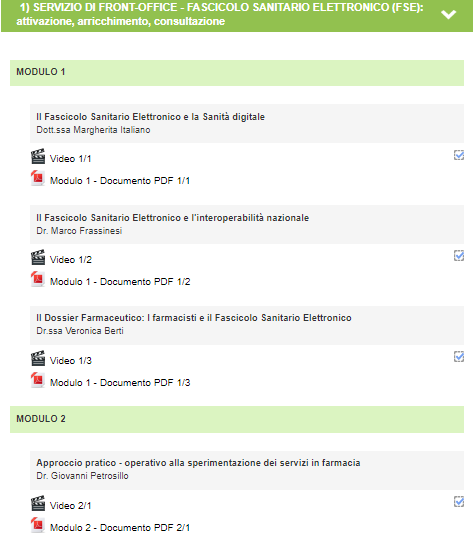 1) SERVIZIO DI FRONT-OFFICE - FASCICOLO SANITARIO ELETTRONICO (FSE):
attivazione, arricchimento, consultazione
MODULO 1
Il Fascicolo Sanitario Elettronico e la Sanità digitale
Dott.ssa Margherita Italiano
Video 1/1
Modulo 1 - Documento PDF 1/1
Il Fascicolo Sanitario Elettronico e l'interoperabilità nazionale
Dr. Marco Frassinesi
Video 1/2
Modulo 1 - Documento PDF 1/2
Il Dossier Farmaceutico: I farmacisti e il Fascicolo Sanitario Elettronico
Dr.ssa Veronica Berti
Video 1/3
Modulo 1 - Documento PDF 1/3
MODULO 2
Approccio pratico - operativo alla sperimentazione dei servizi in farmacia
Dr. Giovanni Petrosillo
Video 2/1
Modulo 2 - Documento PDF 2/1